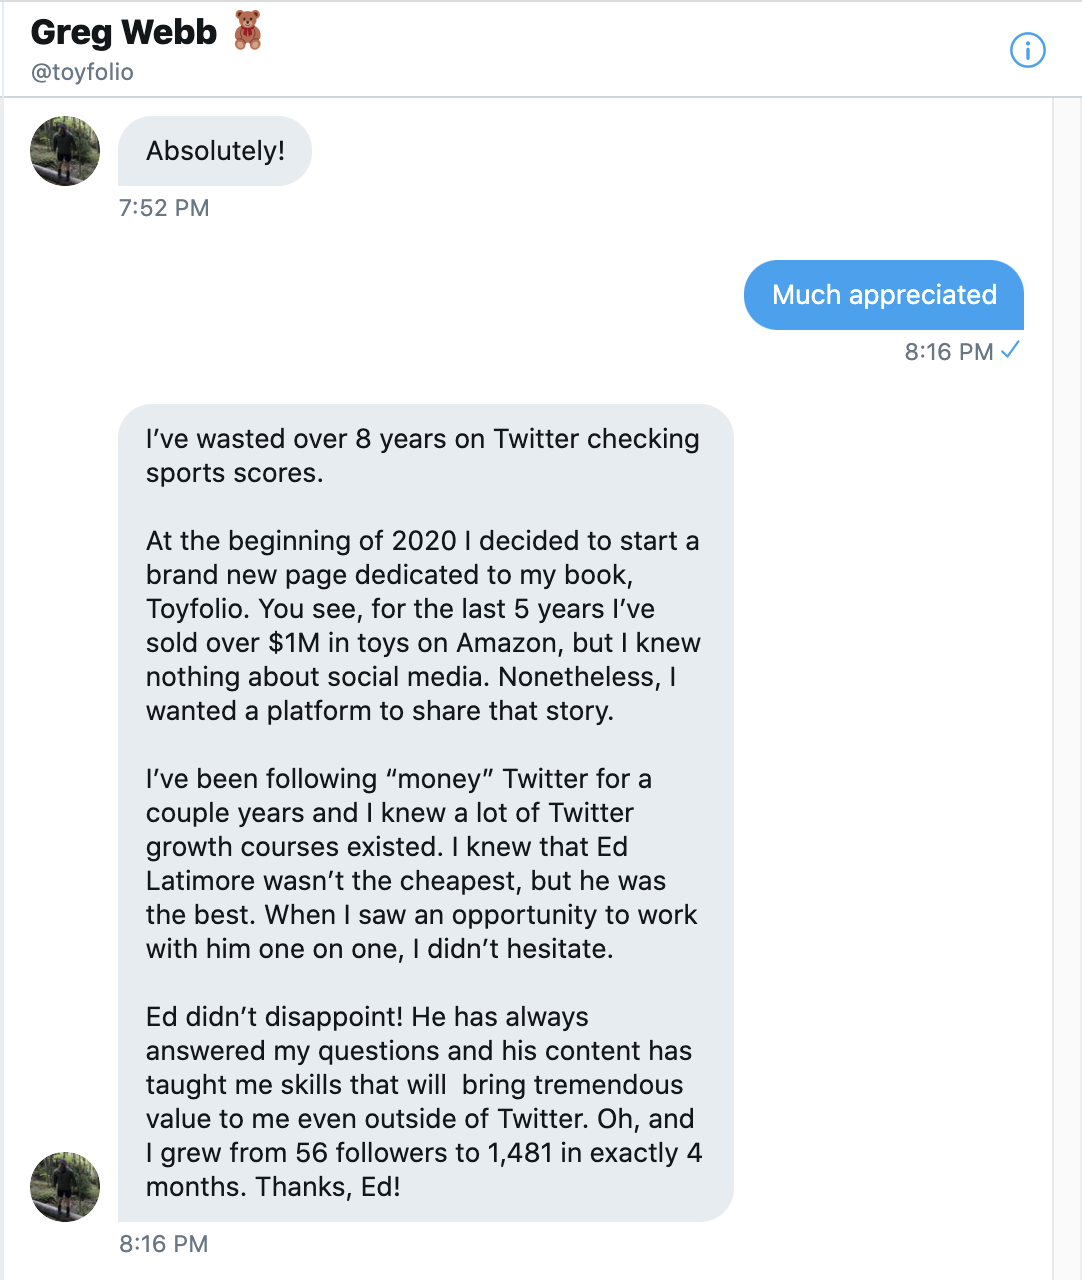 Greg Webb 🧸
@toyfolio
Absolutely!
7:52 PM
Much appreciated
8:16 PM
I’ve wasted over 8 years on Twitter checking
sports scores.
At the beginning of 2020 I decided to start a
brand new page dedicated to my book,
Toyfolio. You see, for the last 5 years I’ve
sold over $1M in toys on Amazon, but I knew
nothing about social media. Nonetheless, I
wanted a platform to share that story.
I’ve been following “money” Twitter for a
couple years and I knew a lot of Twitter
growth courses existed. I knew that Ed
Latimore wasn’t the cheapest, but he was
the best. When I saw an opportunity to work
with him one on one, I didn’t hesitate.
Ed didn’t disappoint! He has always
answered my questions and his content has
taught me skills that will  bring tremendous
value to me even outside of Twitter. Oh, and
I grew from 56 followers to 1,481 in exactly 4
months. Thanks, Ed!
8:16 PM